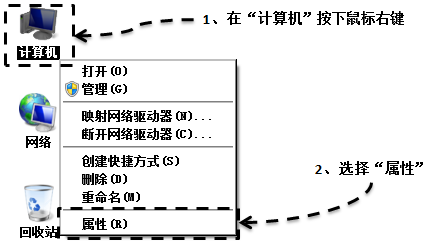 1、在“计算机”按下鼠标右键
计算机
打开(O)
管理(G)
映射网络驱动器(N)...
断开网络驱动器(C)...
网络
创建快捷方式(S)
删除(D)
重命名(M)
2、选择“属性”
属性(R)
回收站